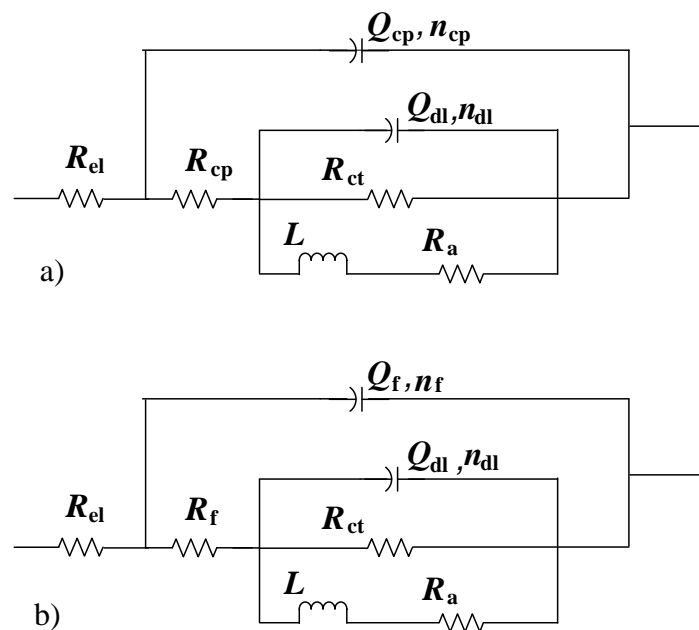 Q_cp, n_cp
Q_dl, n_dl
R_el
R_cp
R_ct
L
R_a
a)
Q_f, n_f
Q_dl , n_dl
R_el
R_f
R_ct
L
R_a
b)